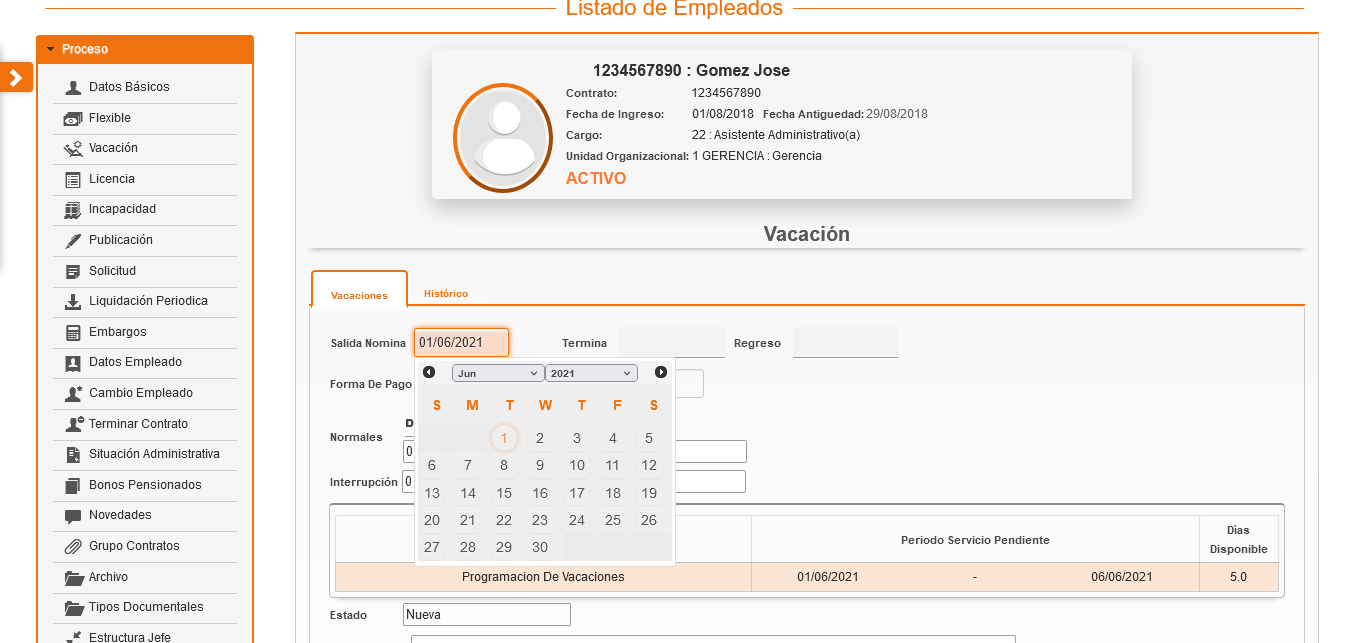 Listado de Empleados
Proceso
Datos Básicos
Flexible
Vacación
Licencia
Incapacidad
Publicación
Solicitud
Liquidación Periodica
Embargos
Datos Empleado
Cambio Empleado
Terminar Contrato
Situación Administrativa
Bonos Pensionados
Novedades
Grupo Contratos
Archivo
Tipos Documentales
Estructura Jefe
1234567890 : Gomez Jose
Contrato: 1234567890
Fecha de Ingreso: 01/08/2018 Fecha Antiguedad: 29/08/2018
Cargo: 22 : Asistente Administrativo(a)
Unidad Organizacional: 1 GERENCIA : Gerencia
ACTIVO
Vacación
Vacaciones Histórico
Salida Nomina 01/06/2021 Termina Regreso
Forma De Pago
Jun 2021
S M T W T F S
1 2 3 4 5
6 7 8 9 10 11 12
13 14 15 16 17 18 19
20 21 22 23 24 25 26
27 28 29 30
D
Normales 0
Interrupción 0
Periodo Servicio Pendiente Días Disponible
Programacion De Vacaciones 01/06/2021 - 06/06/2021 5.0
Estado Nueva